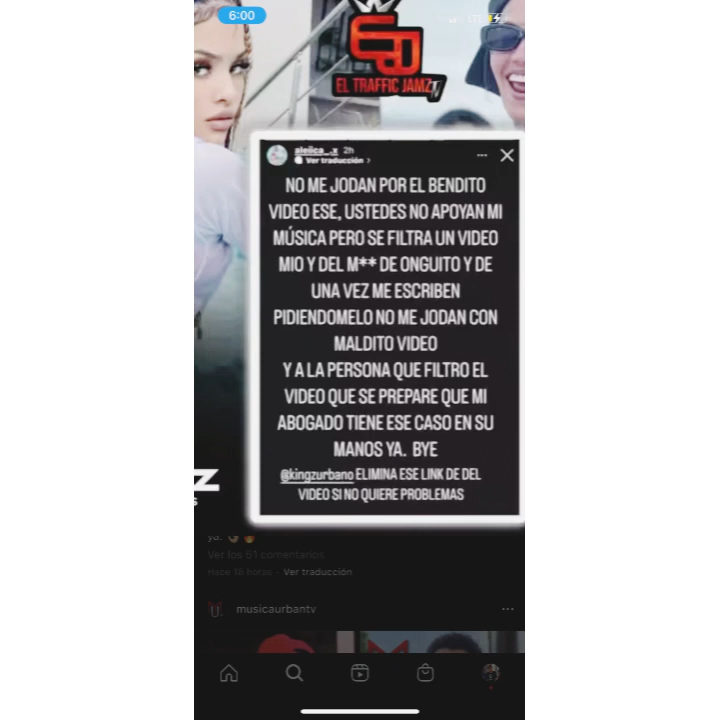 6:00
EL TRAFFIC JAMZ
TV
aleiica_.x 2h
Ver traducción >
NO ME JODAN POR EL BENDITO
VIDEO ESE, USTEDES NO APOYAN MI
MÚSICA PERO SE FILTRA UN VIDEO
MIO Y DEL M** DE ONGUITO Y DE
UNA VEZ ME ESCRIBEN
PIDIENDOMELO NO ME JODAN CON
MALDITO VIDEO
Y A LA PERSONA QUE FILTRO EL
VIDEO QUE SE PREPARE QUE MI
ABOGADO TIENE ESE CASO EN SU
MANOS YA. BYE
@kingzurbano ELIMINA ESE LINK DE DEL
VIDEO SI NO QUIERE PROBLEMAS
Z
S
ya.
Ver los 51 comentarios
Hace 16 horas · Ver traducción
musicaurbantv